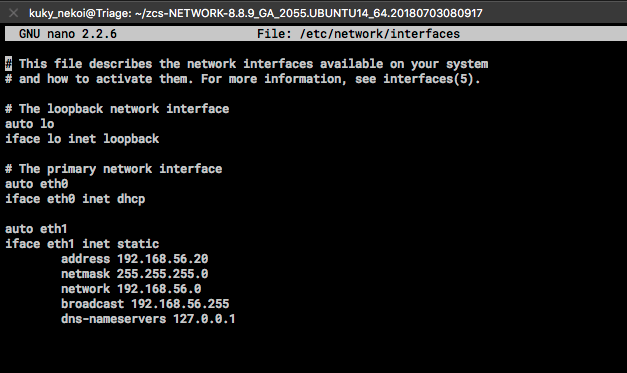 kuky_nekoi@Triage: ~/zcs-NETWORK-8.8.9_GA_2055.UBUNTU14_64.20180703080917
GNU nano 2.2.6 File: /etc/network/interfaces
# This file describes the network interfaces available on your system
# and how to activate them. For more information, see interfaces(5).
# The loopback network interface
auto lo
iface lo inet loopback
# The primary network interface
auto eth0
iface eth0 inet dhcp
auto eth1
iface eth1 inet static
address 192.168.56.20
netmask 255.255.255.0
network 192.168.56.0
broadcast 192.168.56.255
dns-nameservers 127.0.0.1